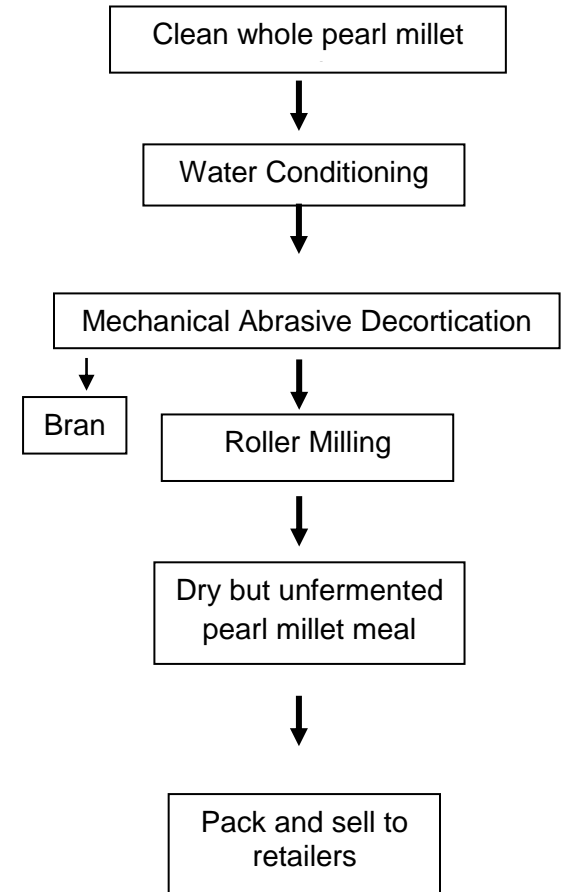 Clean whole pearl millet
Water Conditioning
Mechanical Abrasive Decortication
Bran
Roller Milling
Dry but unfermented
pearl millet meal
Pack and sell to
retailers